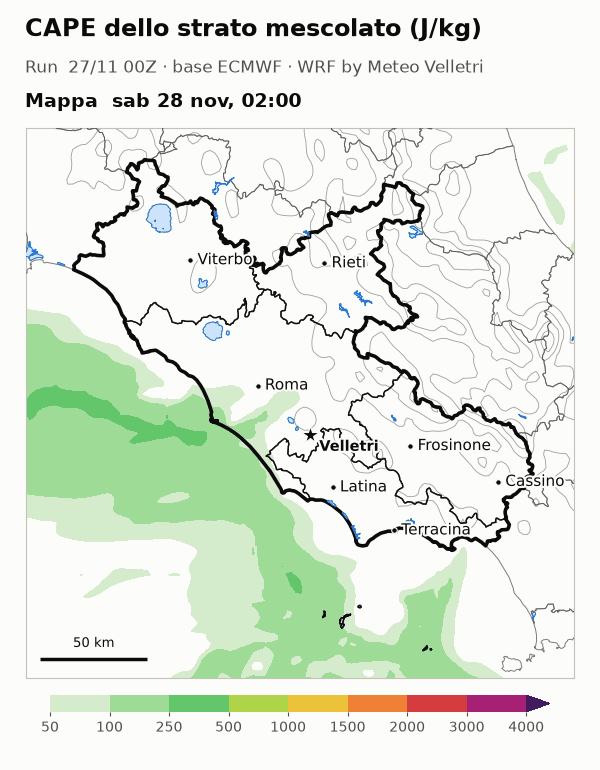 CAPE dello strato mescolato (J/kg)
Run 27/11 00Z · base ECMWF · WRF by Meteo Velletri
Mappa sab 28 nov, 02:00
Viterbo
Rieti
Roma
Velletri
Frosinone
Cassino
Latina
Terracina
50 km
50 100 250 500 1000 1500 2000 3000 4000